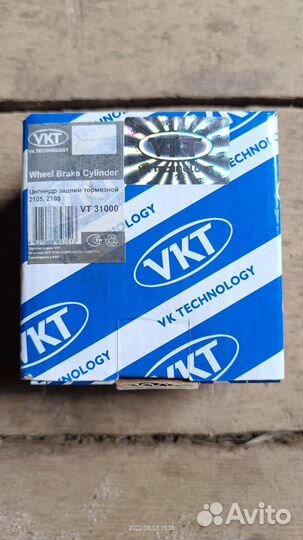 VKT
VK TECHNOLOGY
Wheel Brake Cylinder
Цилиндр задний тормозной
2105, 2108
VT 31000
VKT
VKT
VK TECHNOLOGY
VKT
VK TECHNOLOGY
VKT
VKT
2022.08.03 13:38
Avito